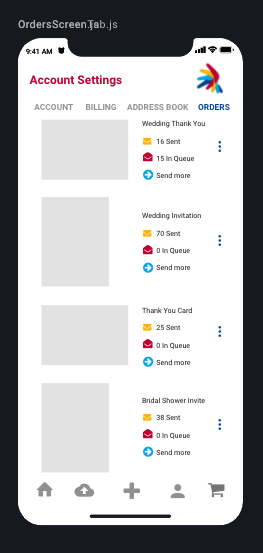 OrdersScreenTab.js
9:41 AM
Account Settings
ACCOUNT BILLING ADDRESS BOOK ORDERS
Wedding Thank You
16 Sent
15 In Queue
Send more
Wedding Invitation
70 Sent
0 In Queue
Send more
Thank You Card
25 Sent
0 In Queue
Send more
Bridal Shower Invite
38 Sent
0 In Queue
Send more